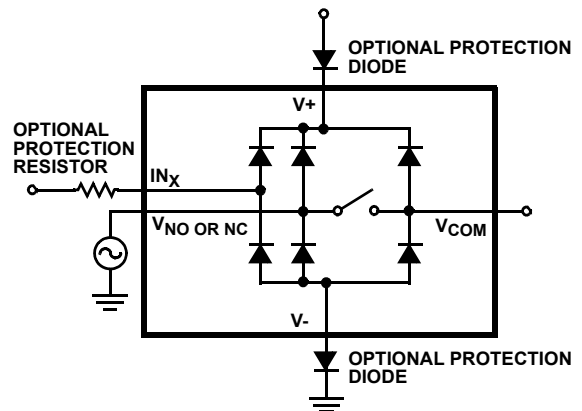 OPTIONAL PROTECTION
DIODE
V+
OPTIONAL
PROTECTION
RESISTOR
INX
VNO OR NC
VCOM
V-
OPTIONAL PROTECTION
DIODE